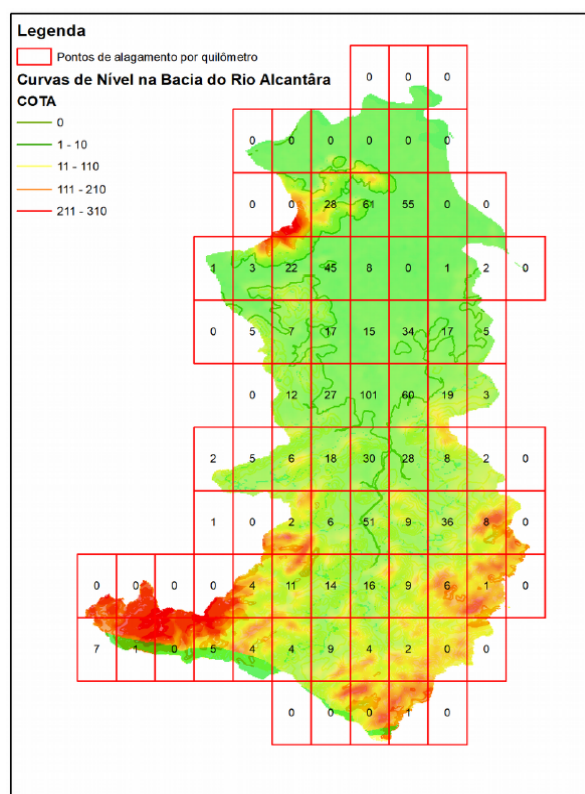 Legenda
Pontos de alagamento por quilômetro
Curvas de Nível na Bacia do Rio Alcantâra
COTA
0
1 - 10
11 - 110
111 - 210
211 - 310
0 0 0
0 0 0 0 0 0
0 0 28 61 55 0 0
1 3 22 45 8 0 1 2 0
0 5 7 17 15 34 17 5
0 12 27 101 60 19 3
2 5 6 18 30 28 8 2 0
1 0 2 6 51 9 36 8 0
0 0 0 0 4 11 14 16 9 6 1 0
7 1 0 5 4 4 9 4 2 0 0
0 0 0 1 0